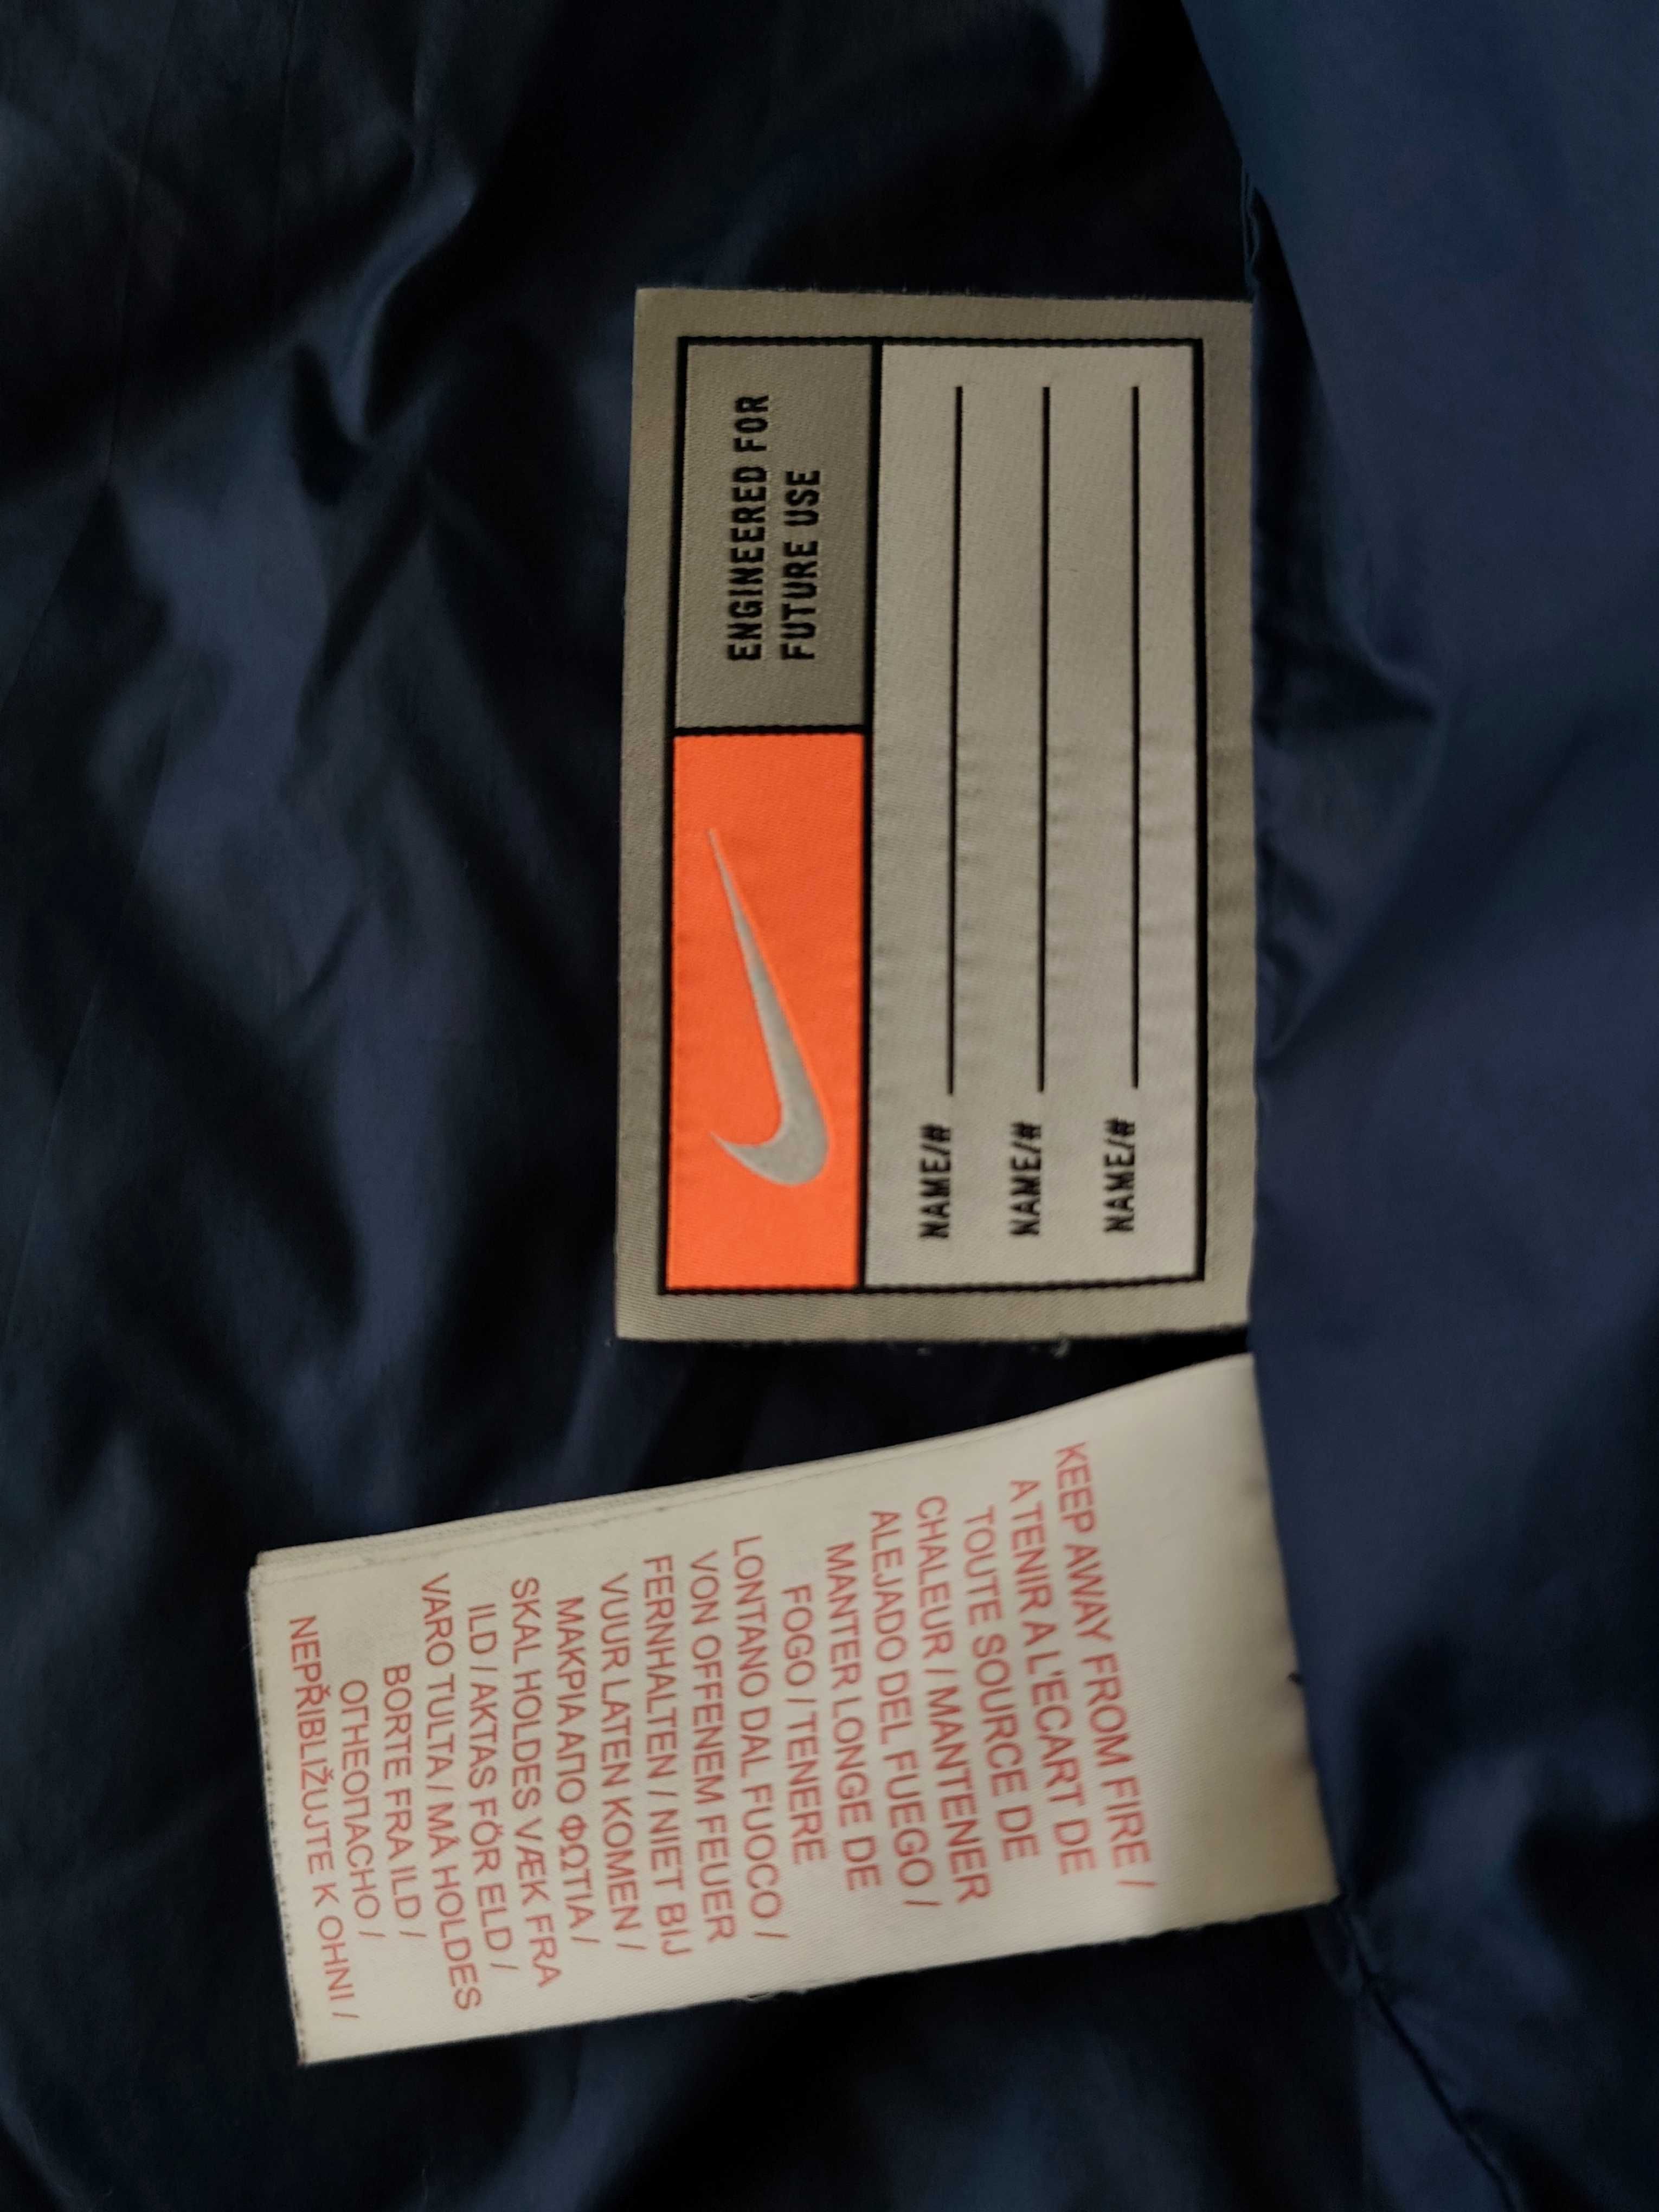 ENGINEERED FOR
FUTURE USE
NAME/#
NAME/#
NAME/#
KEEP AWAY FROM FIRE /
A TENIR A L'ECART DE
TOUTE SOURCE DE
CHALEUR / MANTENER
ALEJADO DEL FUEGO /
MANTER LONGE DE
FOGO / TENERE
LONTANO DAL FUOCO /
VON OFFENEM FEUER
FERNHALTEN / NIET BIJ
VUUR LATEN KOMEN /
ΜΑΚΡΙΑ ΑΠΟ ΦΩΤΙΑ /
SKAL HOLDES VÆK FRA
ILD / AKTAS FÖR ELD /
VARO TULTA / MÅ HOLDES
BORTE FRA ILD /
ОГНЕОПАСНО /
NEPŘIBLIŽUJTE K OHNI /